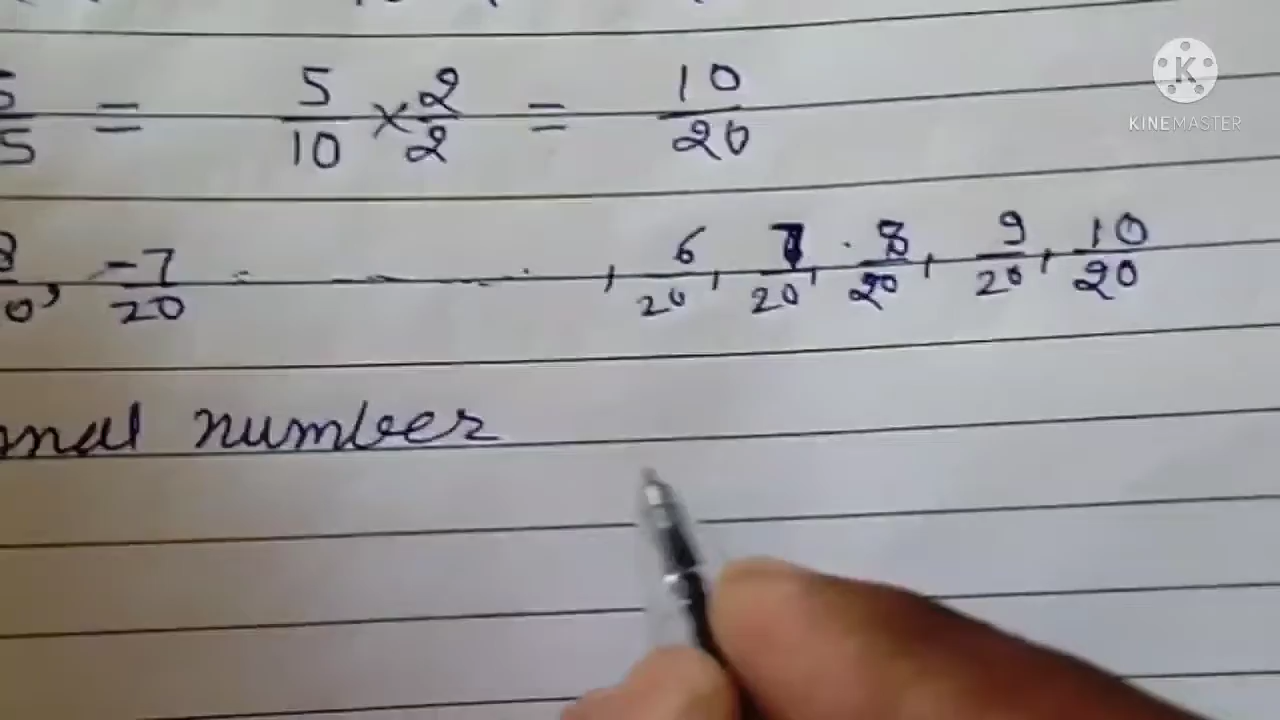 5/5 = 5/10 × 2/2 = 10/20
KINEMASTER
-7/20 , 6/20, 7/20, 8/20, 9/20, 10/20
number